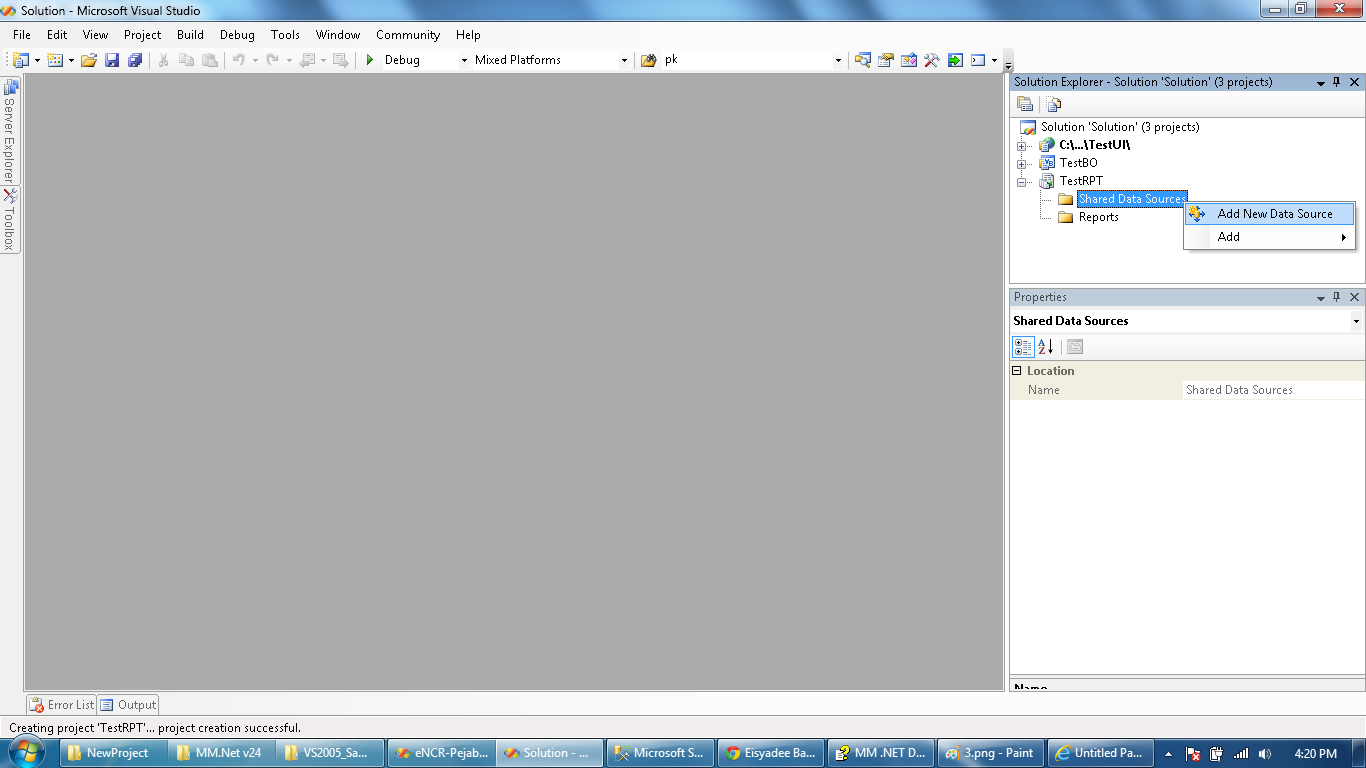 Solution - Microsoft Visual Studio
File Edit View Project Build Debug Tools Window Community Help
Debug Mixed Platforms pk
Server Explorer
Toolbox
Solution Explorer - Solution 'Solution' (3 projects)
Solution 'Solution' (3 projects)
C:\...\TestUI\
TestBO
TestRPT
Shared Data Sources
Reports
Add New Data Source
Add
Properties
Shared Data Sources
Location
Name Shared Data Sources
Name
Error List Output
Creating project 'TestRPT'... project creation successful.
NewProject MM.Net v24 VS2005_Sa... eNCR-Pejab... Solution - ... Microsoft S... Eisyadee Ba... MM .NET D... 3.png - Paint Untitled Pa... 4:20 PM